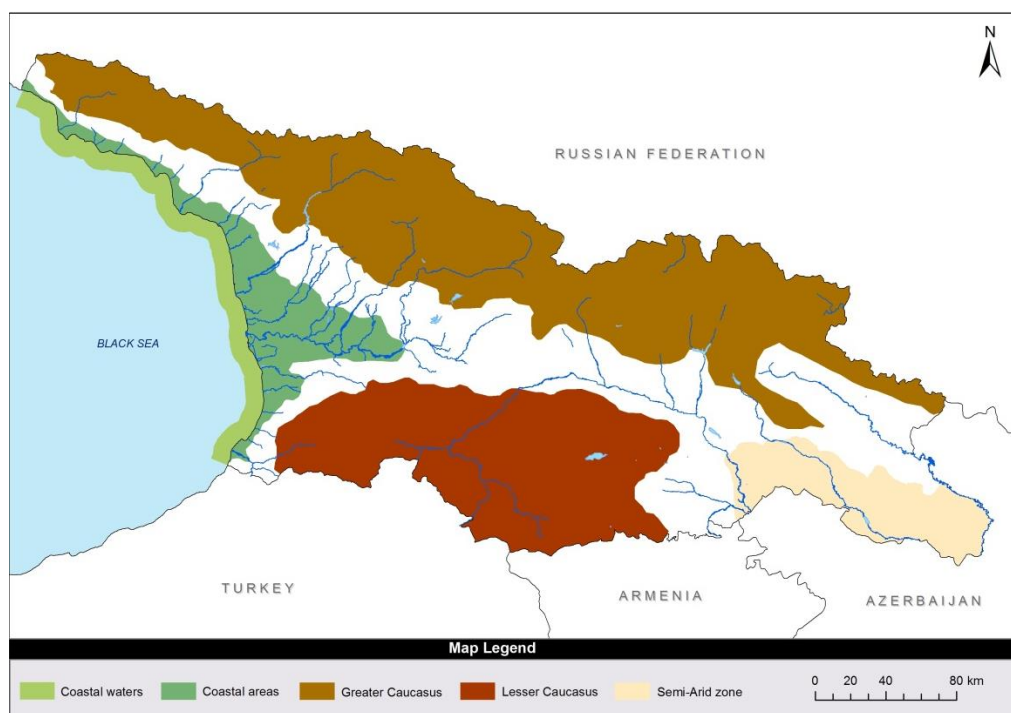 N
RUSSIAN FEDERATION
BLACK SEA
TURKEY
ARMENIA
AZERBAIJAN
Map Legend
Coastal waters
Coastal areas
Greater Caucasus
Lesser Caucasus
Semi-Arid zone
0 20 40 80 km